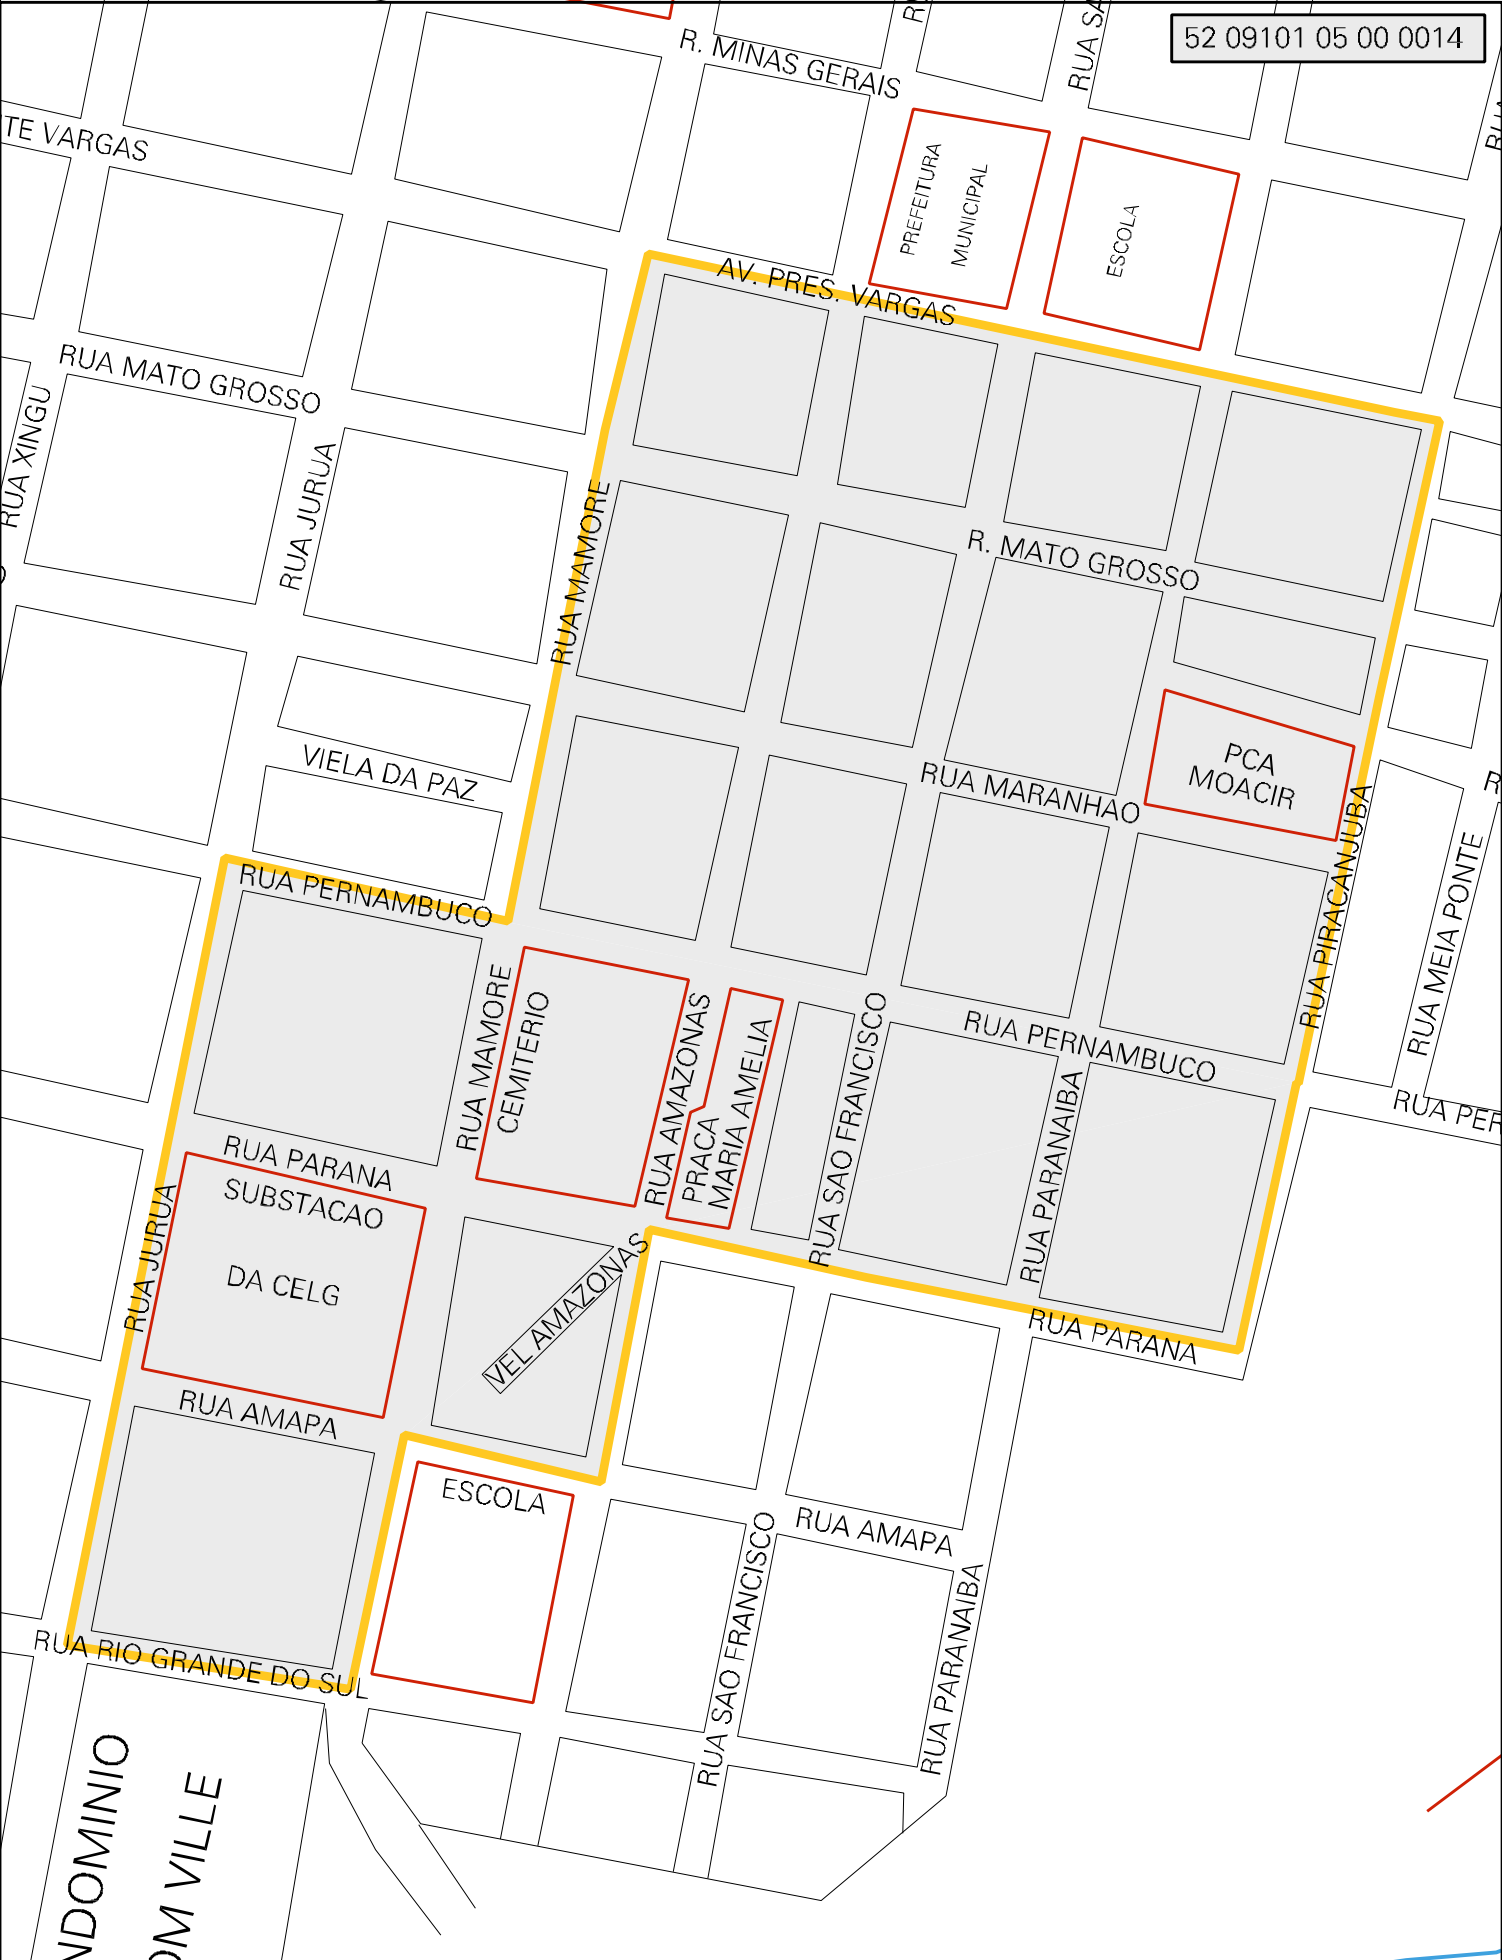 52 09101 05 00 0014
R. MINAS GERAIS
RUA SA
TE VARGAS
PREFEITURA
MUNICIPAL
ESCOLA
AV. PRES. VARGAS
RUA MATO GROSSO
RUA XINGU
RUA JURUA
RUA MAMORE
R. MATO GROSSO
VIELA DA PAZ
PCA
MOACIR
RUA MARANHAO
RUA PIRACANJUBA
RUA MEIA PONTE
RUA PERNAMBUCO
RUA MAMORE
CEMITERIO
RUA AMAZONAS
PRACA
MARIA AMELIA
RUA SAO FRANCISCO
RUA PERNAMBUCO
RUA PARANAIBA
RUA PER
RUA PARANA
SUBSTACAO
DA CELG
RUA JURUA
VEL AMAZONAS
RUA PARANA
RUA AMAPA
ESCOLA
RUA AMAPA
RUA SAO FRANCISCO
RUA PARANAIBA
RUA RIO GRANDE DO SUL
NDOMINIO
OM VILLE